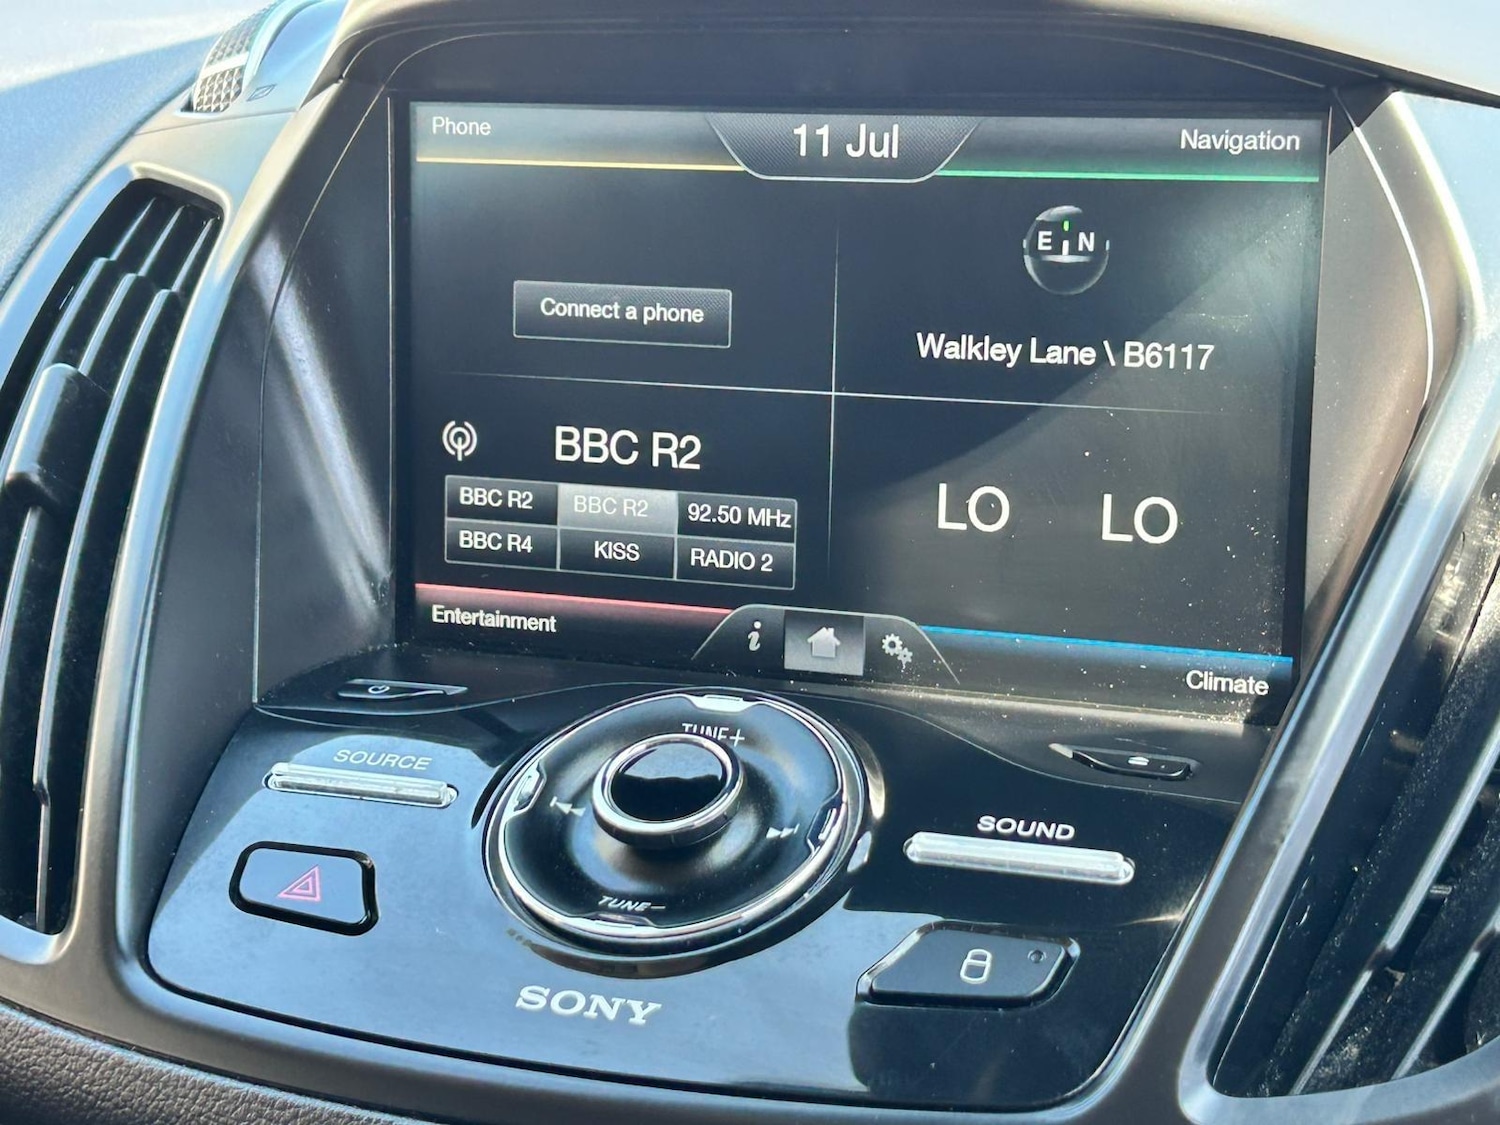 Phone
11 Jul
Navigation
E N
Connect a phone
Walkley Lane \ B6117
BBC R2
BBC R2 BBC R2 92.50 MHz
BBC R4 KISS RADIO 2
LO LO
Entertainment
i
Climate
TUNE+
SOURCE
SOUND
TUNE-
SONY